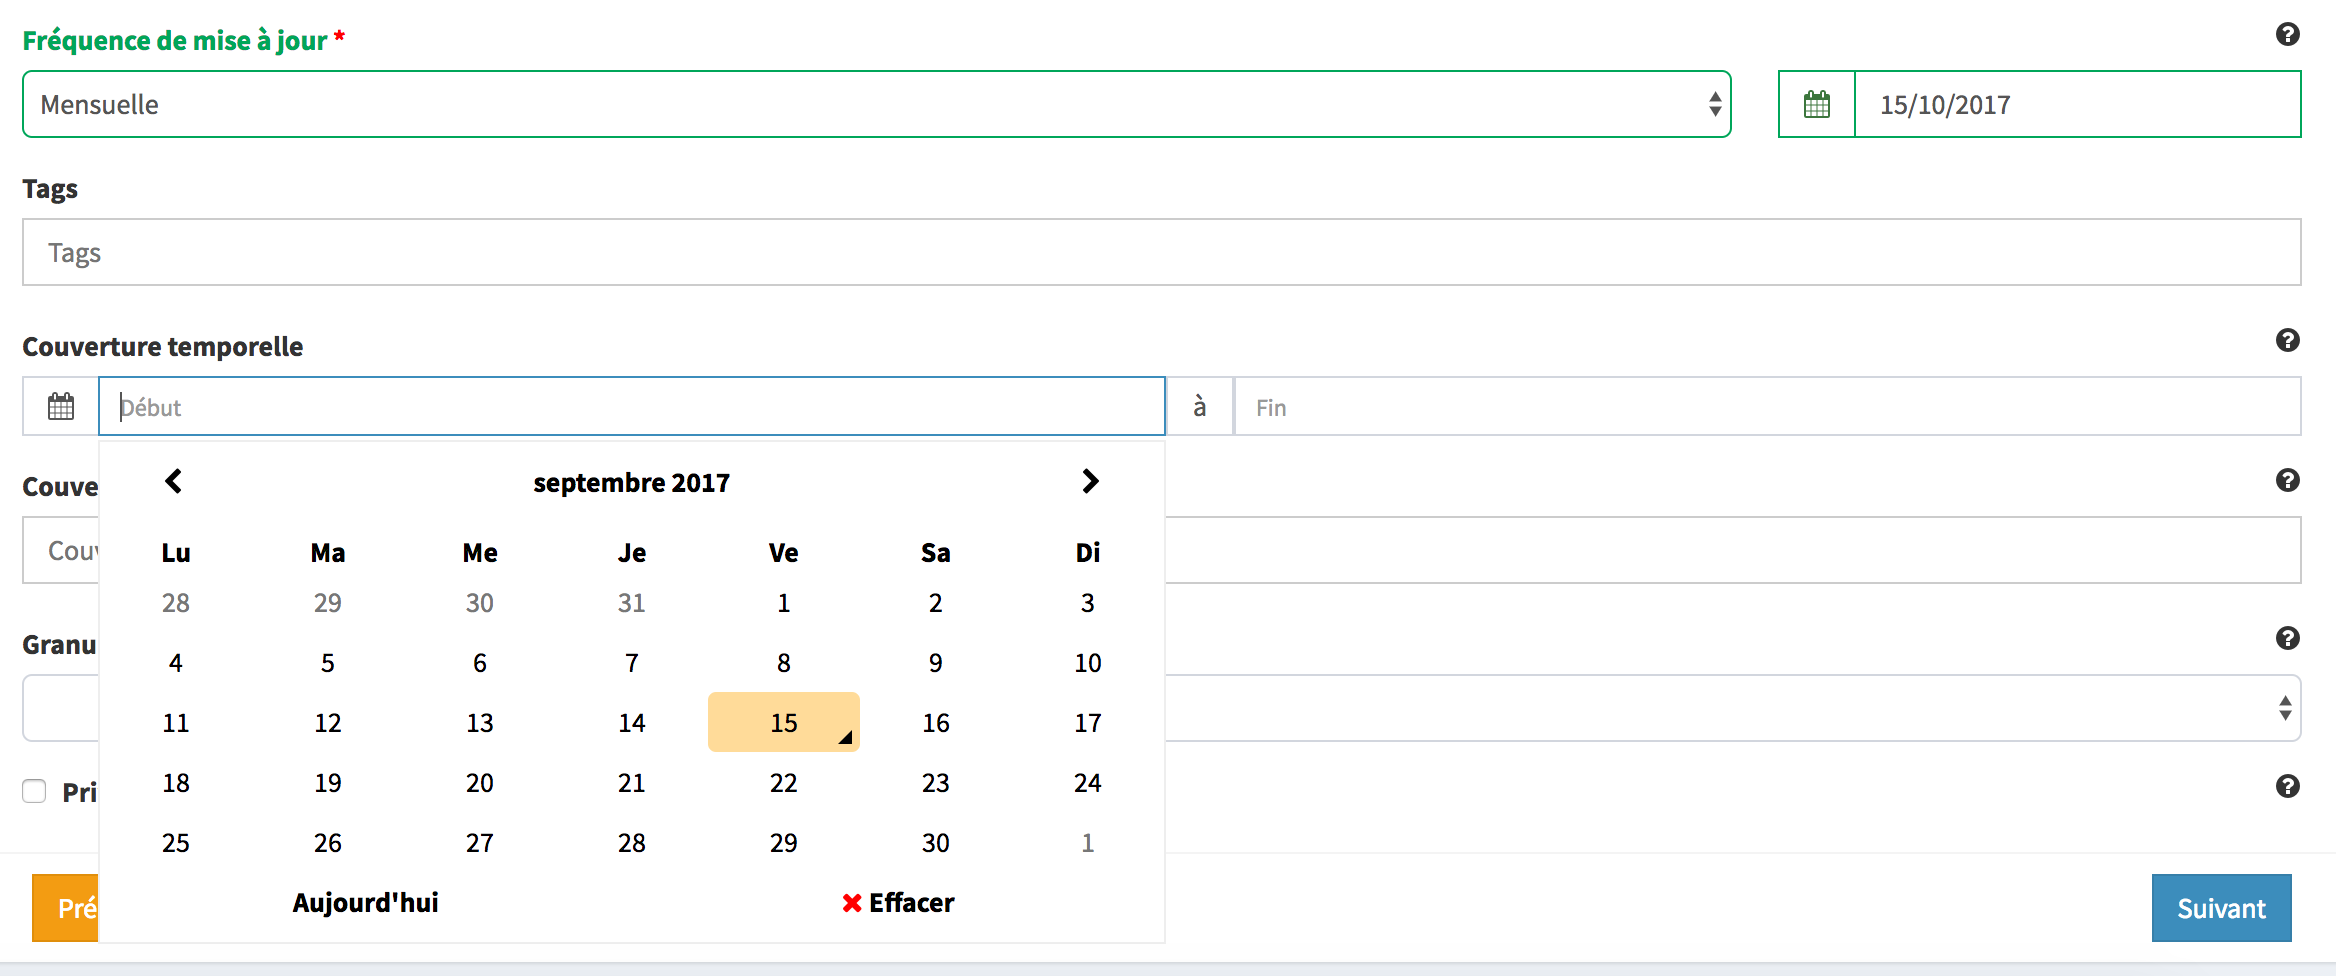 Fréquence de mise à jour *
Mensuelle
15/10/2017
Tags
Tags
Couverture temporelle
Début
à
Fin
Couve
septembre 2017
Lu Ma Me Je Ve Sa Di
Couv
28 29 30 31 1 2 3
Granu
4 5 6 7 8 9 10
11 12 13 14 15 16 17
Pri
18 19 20 21 22 23 24
25 26 27 28 29 30 1
Aujourd'hui
Effacer
Pré
Suivant